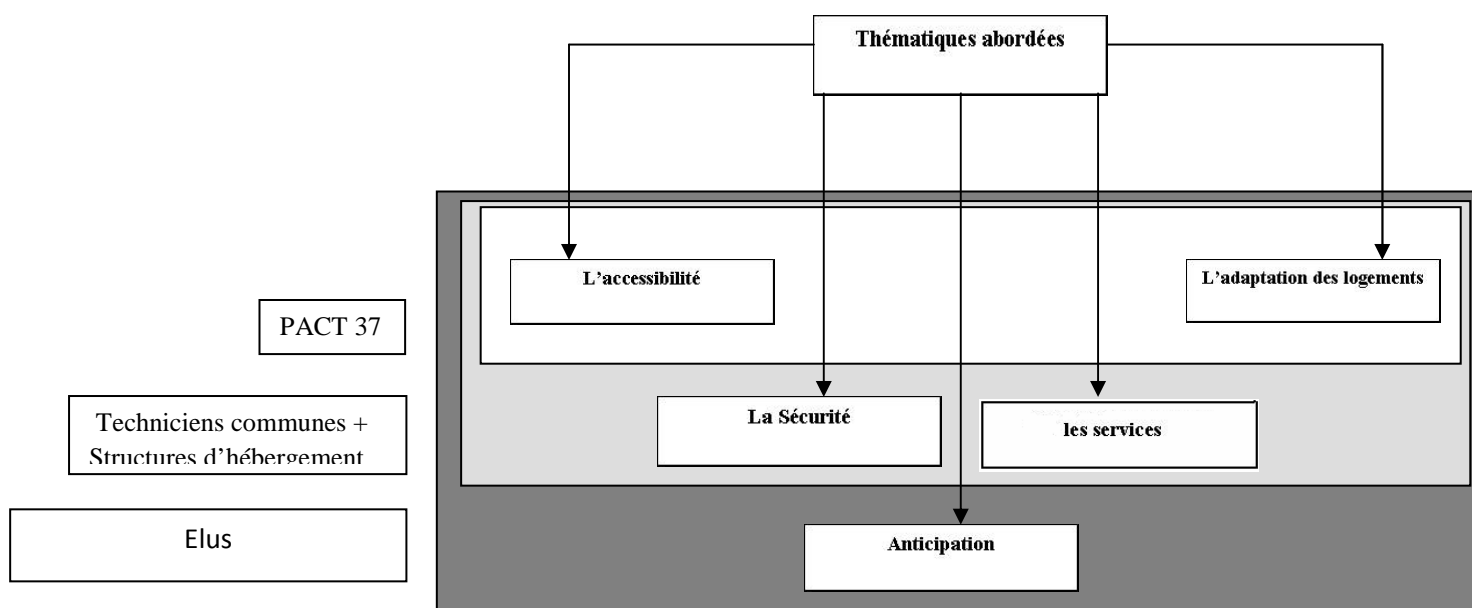 Thématiques abordées
L'accessibilité
L'adaptation des logements
PACT 37
Techniciens communes +
Structures d'hébergement
La Sécurité
les services
Elus
Anticipation